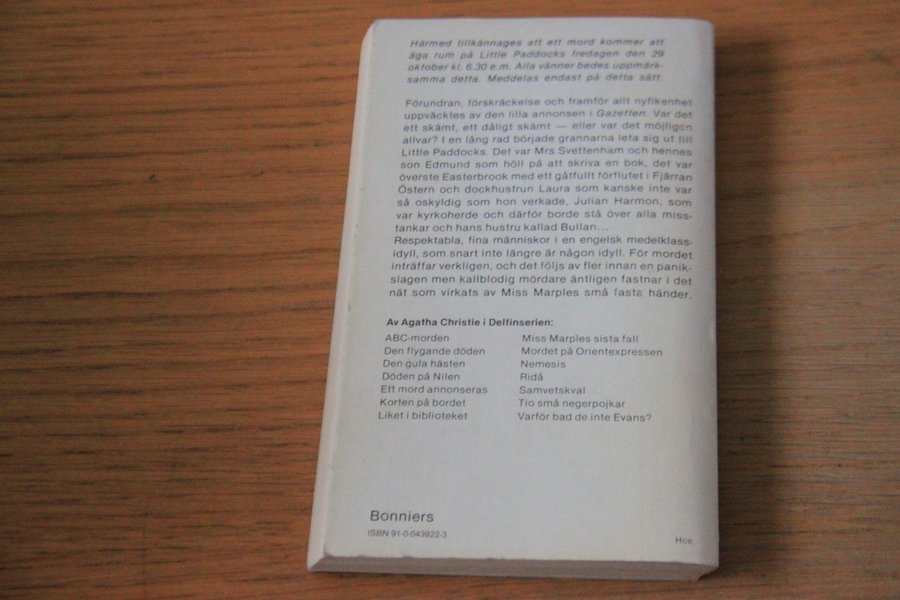 Härmed tillkännages att ett mord kommer att
äga rum på Little Paddocks fredagen den 29
oktober kl. 6.30 e.m. Alla vänner bedes uppmärk-
samma detta. Meddelas endast på detta sätt.
Förundran, förskräckelse och framför allt nyfikenhet
uppväcktes av den lilla annonsen i Gazetten. Var det
ett skämt, ett dåligt skämt — eller var det möjligen
allvar? I en lång rad började grannarna leta sig ut till
Little Paddocks. Det var Mrs Svettenham och hennes
son Edmund som höll på att skriva en bok, det var
överste Easterbrook med ett gåtfullt förflutet i Fjärran
Östern och dockhustrun Laura som kanske inte var
så oskyldig som hon verkade, Julian Harmon, som
var kyrkoherde och därför borde slå över alla miss-
tankar och hans hustru kallad Bullan...
Respektabla, fina människor i en engelsk medelklass-
idyll, som snart inte längre är någon idyll. För mordet
inträffar verkligen, och det följs av fler innan en panik-
slagen men kallblodig mördare äntligen fastnar i det
nät som virkats av Miss Marples små fasta händer.
Av Agatha Christie i Delfinserien:
ABC-morden
Den flygande döden
Den gula hästen
Döden på Nilen
Ett mord annonseras
Korten på bordet
Liket i biblioteket
Miss Marples sista fall
Mordet på Orientexpressen
Nemesis
Ridå
Samvetskval
Tio små negerpojkar
Varför bad de inte Evans?
Bonniers
ISBN 91-0-043922-3
Hce